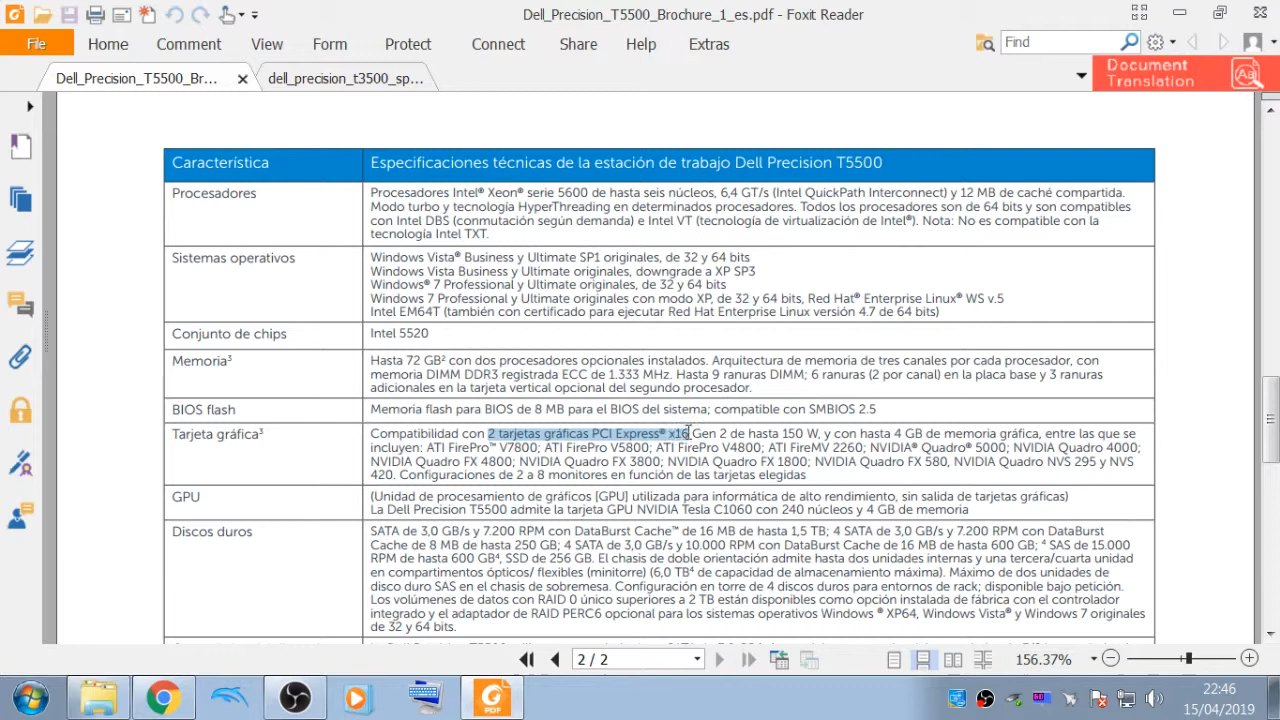 Dell_Precision_T5500_Brochure_1_es.pdf - Foxit Reader
File Home Comment View Form Protect Connect Share Help Extras Find
Dell_Precision_T5500_Br... dell_precision_t3500_sp...
Document
Translation
Característica Especificaciones técnicas de la estación de trabajo Dell Precision T5500
Procesadores Procesadores Intel® Xeon® serie 5600 de hasta seis núcleos, 6,4 GT/s (Intel QuickPath Interconnect) y 12 MB de caché compartida.
Modo turbo y tecnología HyperThreading en determinados procesadores. Todos los procesadores son de 64 bits y son compatibles
con Intel DBS (conmutación según demanda) e Intel VT (tecnología de virtualización de Intel®). Nota: No es compatible con la
tecnología Intel TXT.
Sistemas operativos Windows Vista® Business y Ultimate SP1 originales, de 32 y 64 bits
Windows Vista Business y Ultimate originales, downgrade a XP SP3
Windows® 7 Professional y Ultimate originales, de 32 y 64 bits
Windows 7 Professional y Ultimate originales con modo XP, de 32 y 64 bits, Red Hat® Enterprise Linux® WS v.5
Intel EM64T (también con certificado para ejecutar Red Hat Enterprise Linux versión 4.7 de 64 bits)
Conjunto de chips Intel 5520
Memoria³ Hasta 72 GB² con dos procesadores opcionales instalados. Arquitectura de memoria de tres canales por cada procesador, con
memoria DIMM DDR3 registrada ECC de 1.333 MHz. Hasta 9 ranuras DIMM; 6 ranuras (2 por canal) en la placa base y 3 ranuras
adicionales en la tarjeta vertical opcional del segundo procesador.
BIOS flash Memoria flash para BIOS de 8 MB para el BIOS del sistema; compatible con SMBIOS 2.5
Tarjeta gráfica³ Compatibilidad con 2 tarjetas gráficas PCI Express® x16 Gen 2 de hasta 150 W, y con hasta 4 GB de memoria gráfica, entre las que se
incluyen: ATI FirePro™ V7800; ATI FirePro V5800; ATI FirePro V4800; ATI FireMV 2260; NVIDIA® Quadro® 5000; NVIDIA Quadro 4000;
NVIDIA Quadro FX 4800; NVIDIA Quadro FX 3800; NVIDIA Quadro FX 1800; NVIDIA Quadro FX 580, NVIDIA Quadro NVS 295 y NVS
420. Configuraciones de 2 a 8 monitores en función de las tarjetas elegidas
GPU (Unidad de procesamiento de gráficos [GPU] utilizada para informática de alto rendimiento, sin salida de tarjetas gráficas)
La Dell Precision T5500 admite la tarjeta GPU NVIDIA Tesla C1060 con 240 núcleos y 4 GB de memoria
Discos duros SATA de 3,0 GB/s y 7.200 RPM con DataBurst Cache™ de 16 MB de hasta 1,5 TB; 4 SATA de 3,0 GB/s y 7.200 RPM con DataBurst
Cache de 8 MB de hasta 250 GB; 4 SATA de 3,0 GB/s y 10.000 RPM con DataBurst Cache de 16 MB de hasta 600 GB; ⁴ SAS de 15.000
RPM de hasta 600 GB⁴, SSD de 256 GB. El chasis de doble orientación admite hasta dos unidades internas y una tercera/cuarta unidad
en compartimentos ópticos/ flexibles (minitorre) (6,0 TB⁴ de capacidad de almacenamiento máxima). Máximo de dos unidades de
disco duro SAS en el chasis de sobremesa. Configuración en torre de 4 discos duros para entornos de rack; disponible bajo petición.
Los volúmenes de datos con RAID 0 único superiores a 2 TB están disponibles como opción instalada de fábrica con el controlador
integrado y el adaptador de RAID PERC6 opcional para los sistemas operativos Windows ® XP64, Windows Vista® y Windows 7 originales
de 32 y 64 bits.
2 / 2 156.37%
PDF
22:46
15/04/2019